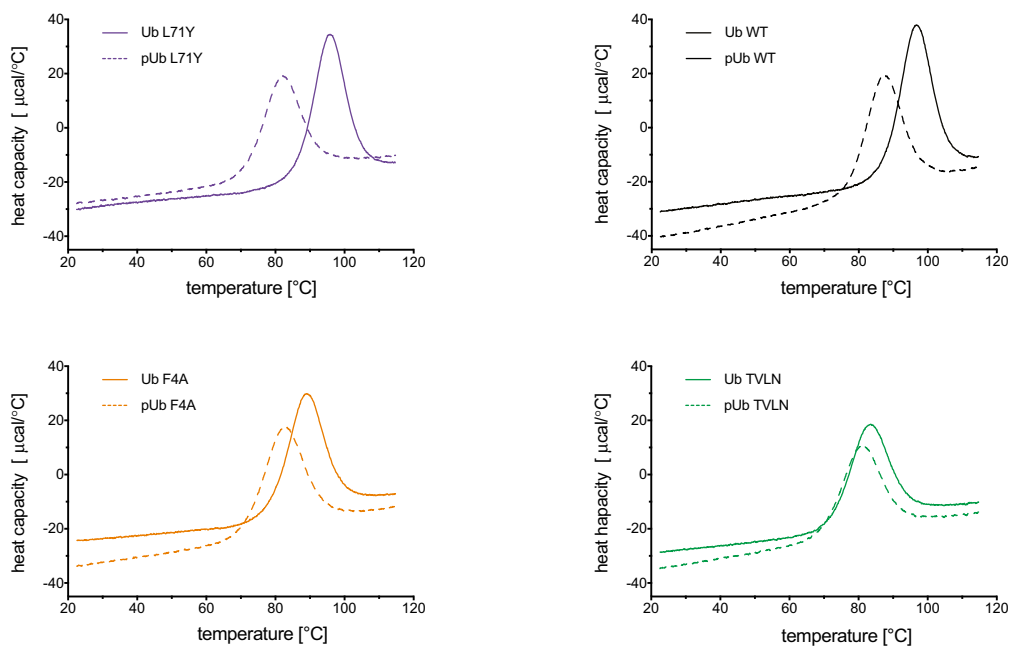 Ub L71Y
pUb L71Y
heat capacity [ µcal/°C]
40
20
0
-20
-40
20 40 60 80 100 120
temperature [°C]
Ub WT
pUb WT
heat capacity [ µcal/°C]
40
20
0
-20
-40
20 40 60 80 100 120
temperature [°C]
Ub F4A
pUb F4A
heat capacity [ µcal/°C]
40
20
0
-20
-40
20 40 60 80 100 120
temperature [°C]
Ub TVLN
pUb TVLN
heat hapacity [ µcal/°C]
40
20
0
-20
-40
20 40 60 80 100 120
temperature [°C]